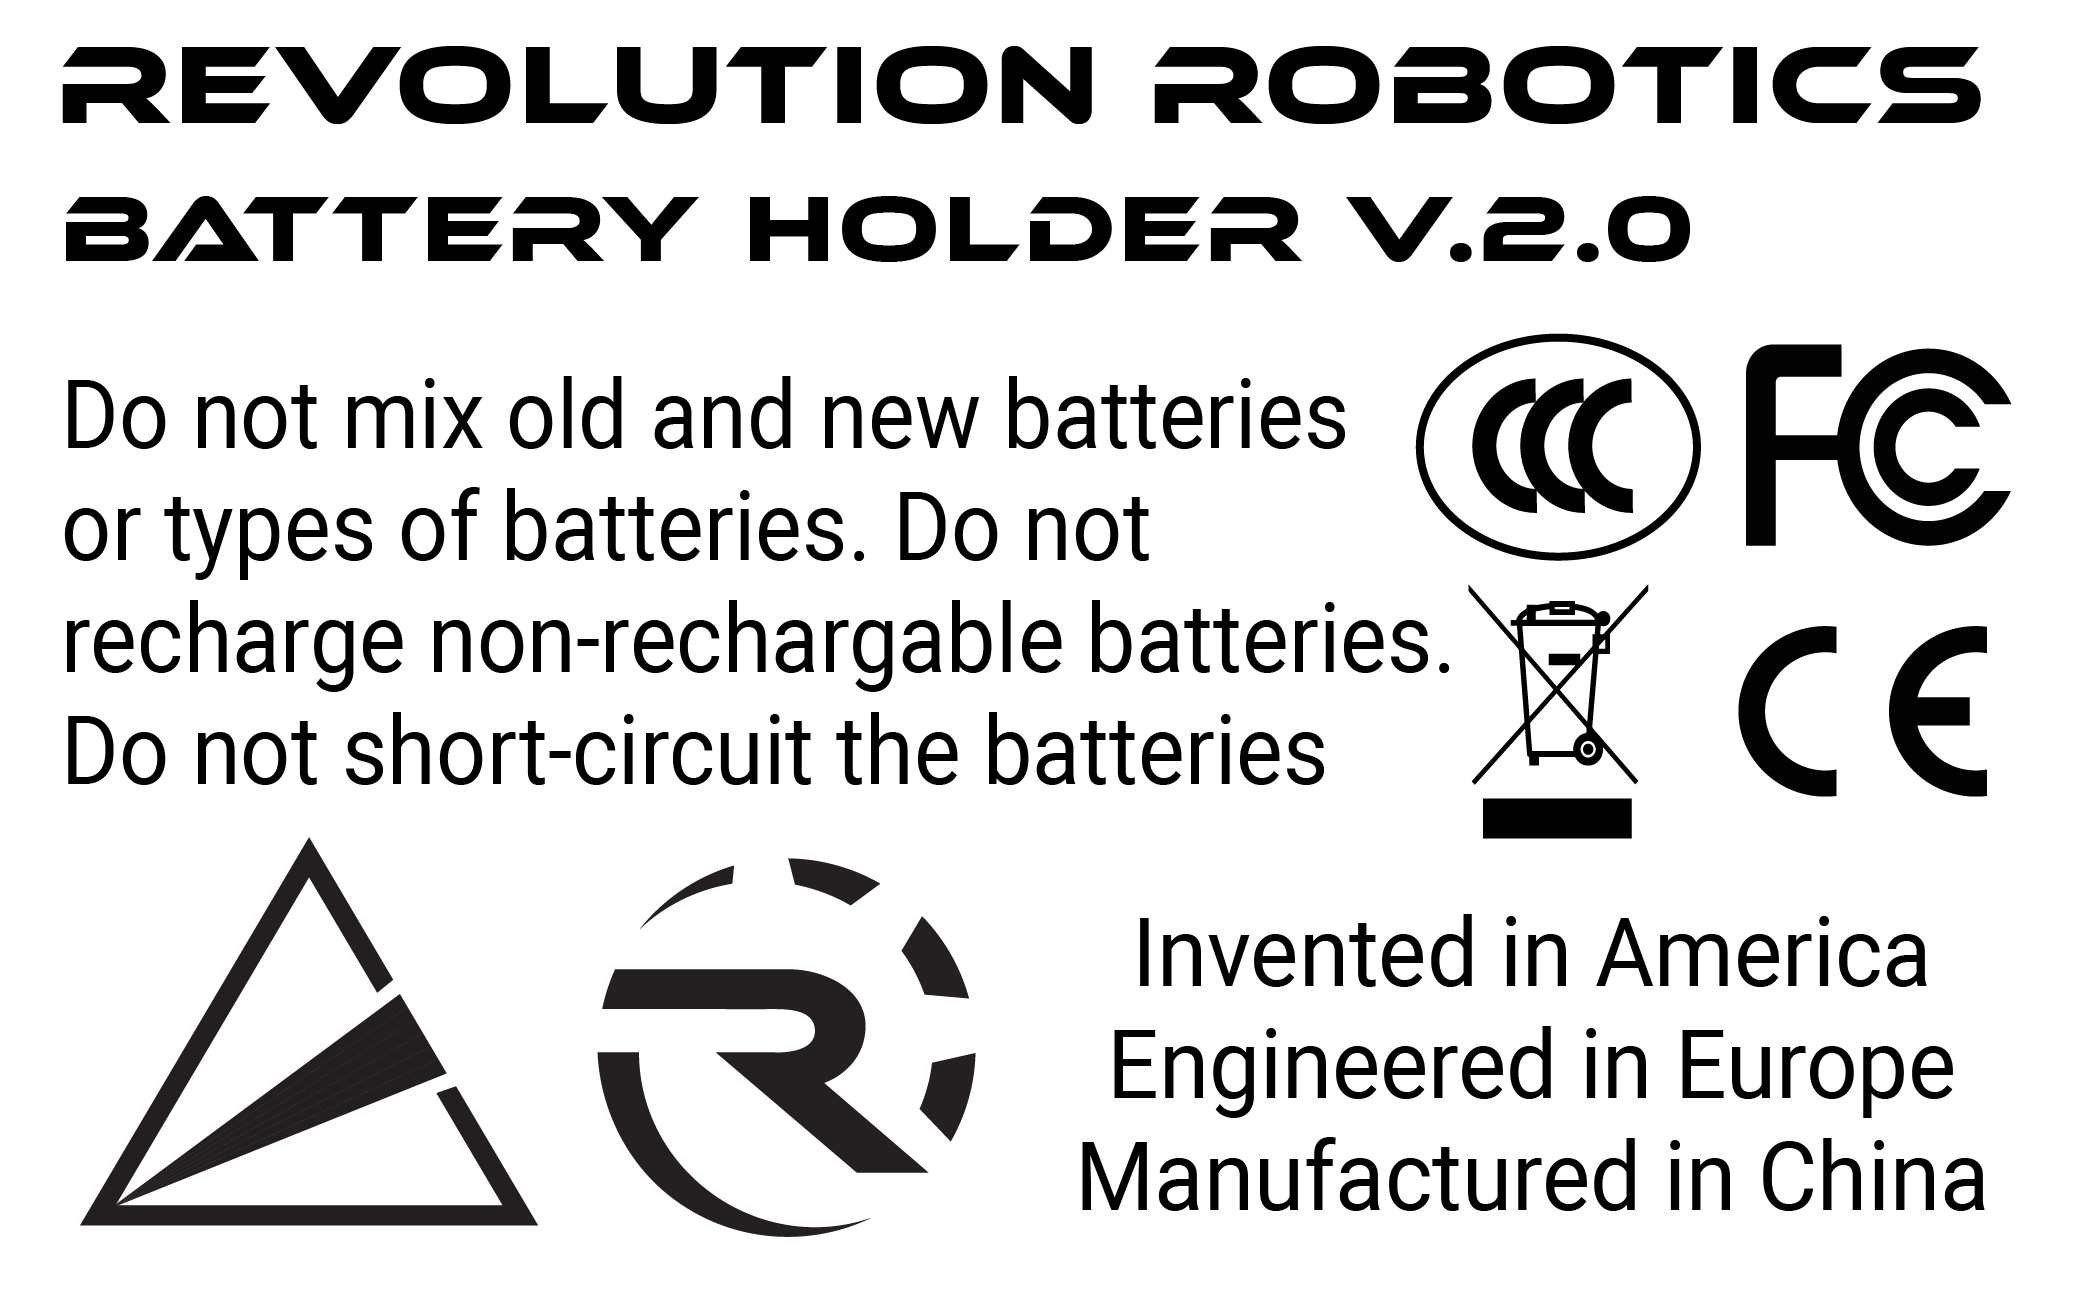 REVOLUTION ROBOTICS
BATTERY HOLDER V.2.0
Do not mix old and new batteries
or types of batteries. Do not
recharge non-rechargable batteries.
Do not short-circuit the batteries
CCC
FC
CE
R
Invented in America
Engineered in Europe
Manufactured in China